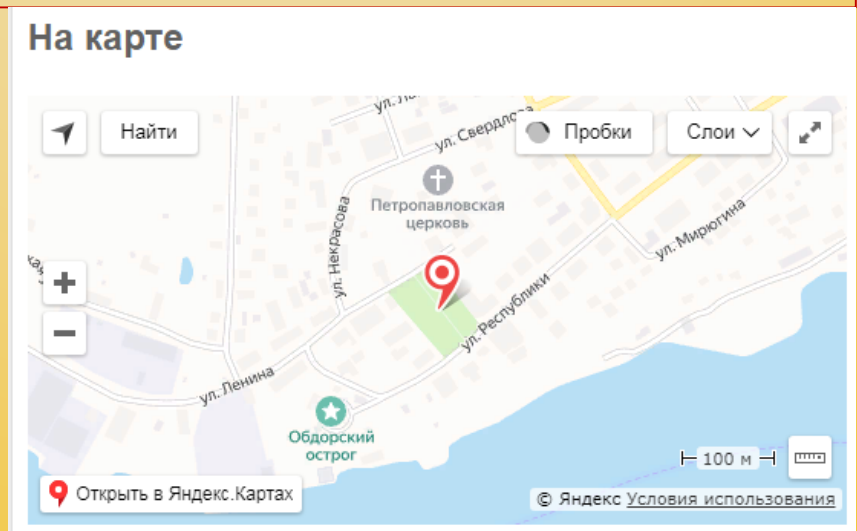 На карте
Найти
Пробки
Слои
ул. Свердлова
Петропавловская
церковь
ул. Некрасова
ул. Мирюгина
ул. Республики
ул. Ленина
Обдорский
острог
100 м
Открыть в Яндекс.Картах
© Яндекс Условия использования